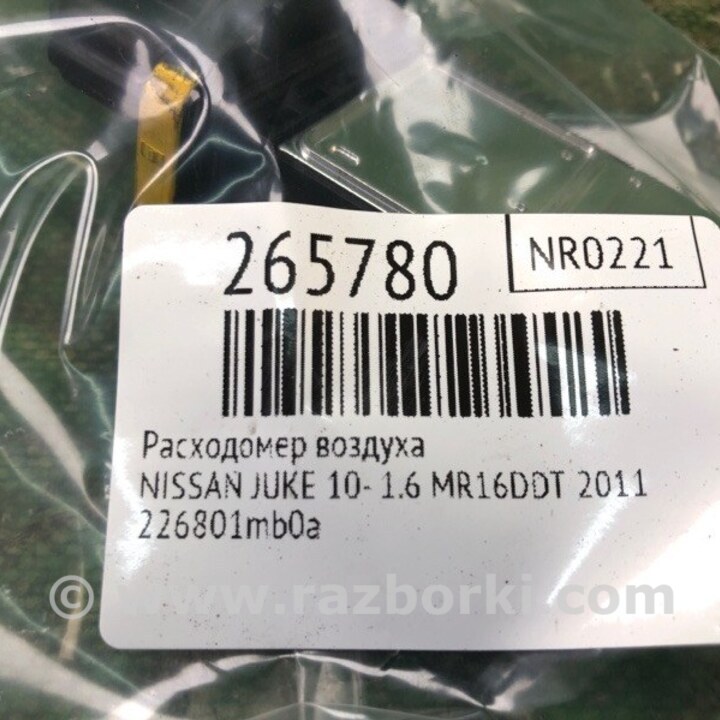 265780
NR0221
Расходомер воздуха
NISSAN JUKE 10- 1.6 MR16DDT 2011
226801mb0a
© www.razborki.com